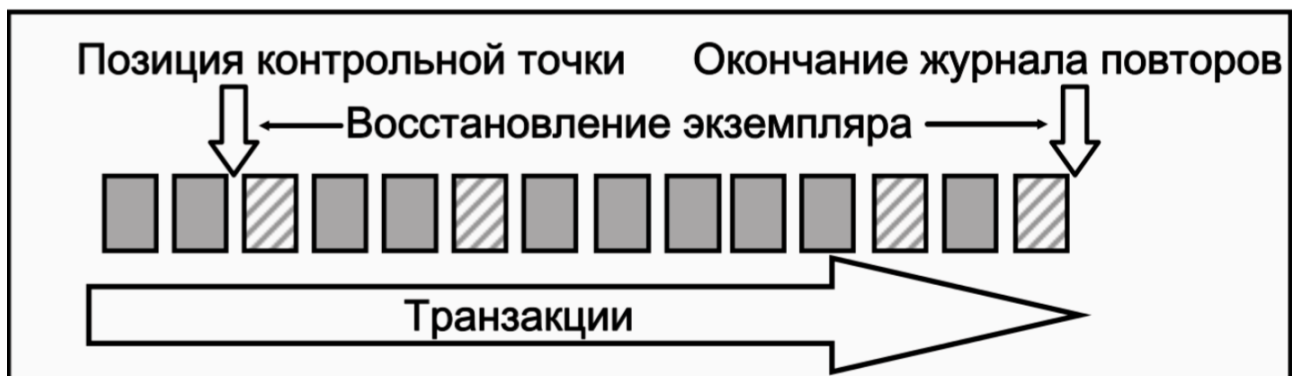 Позиция контрольной точки Окончание журнала повторов
Восстановление экземпляра
Транзакции